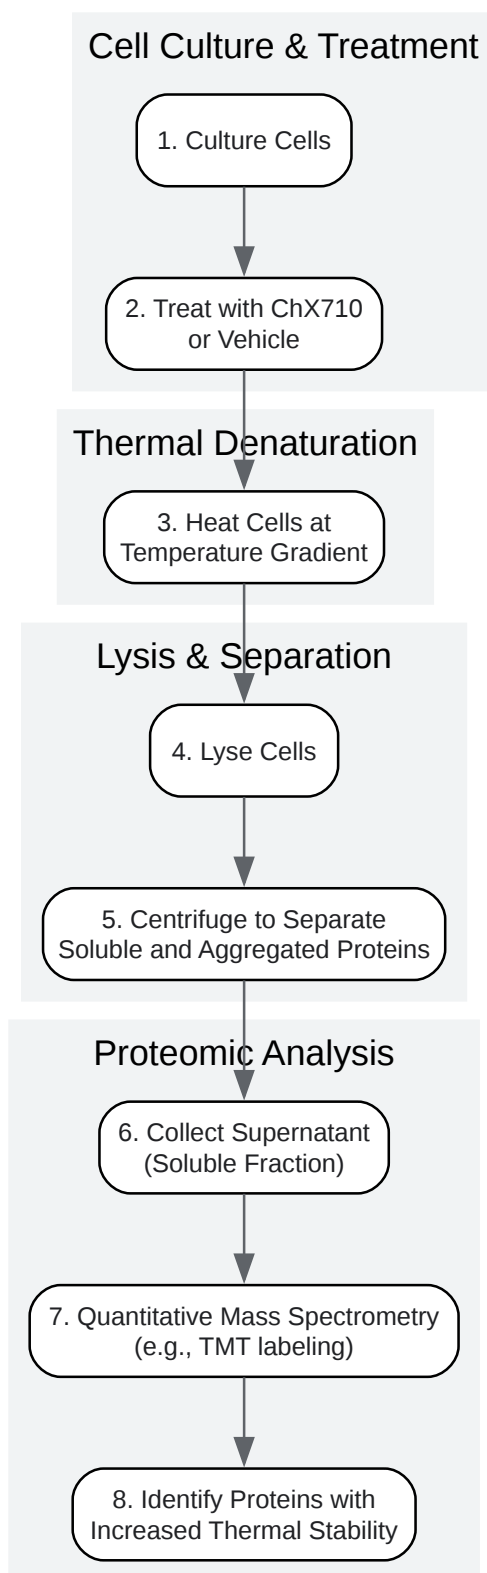 Cell Culture & Treatment
1. Culture Cells
2. Treat with ChX710
or Vehicle
Thermal Denaturation
3. Heat Cells at
Temperature Gradient
Lysis & Separation
4. Lyse Cells
5. Centrifuge to Separate
Soluble and Aggregated Proteins
Proteomic Analysis
6. Collect Supernatant
(Soluble Fraction)
7. Quantitative Mass Spectrometry
(e.g., TMT labeling)
8. Identify Proteins with
Increased Thermal Stability